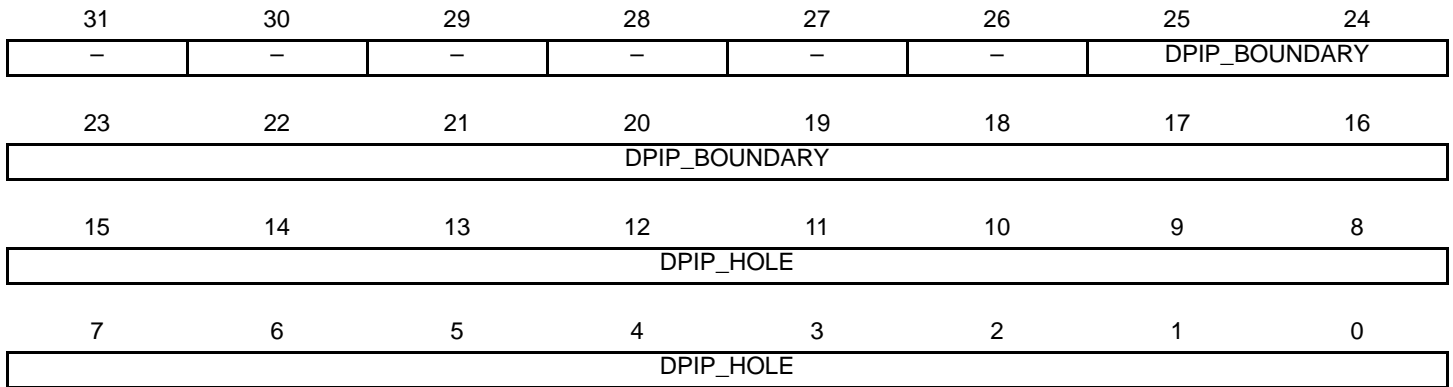 31 30 29 28 27 26 25 24
– – – – – – DPIP_BOUNDARY
23 22 21 20 19 18 17 16
DPIP_BOUNDARY
15 14 13 12 11 10 9 8
DPIP_HOLE
7 6 5 4 3 2 1 0
DPIP_HOLE